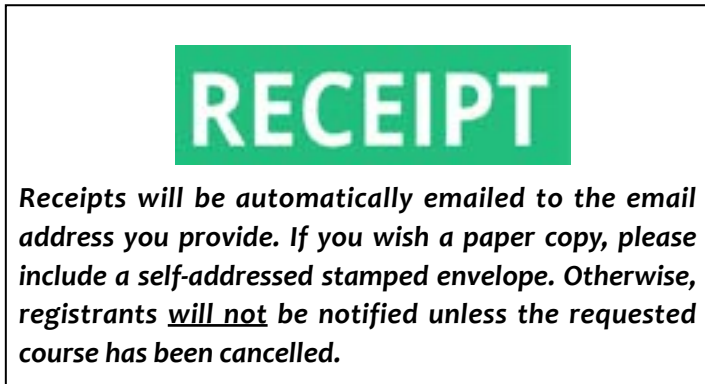 RECEIPT
Receipts will be automatically emailed to the email
address you provide. If you wish a paper copy, please
include a self-addressed stamped envelope. Otherwise,
registrants will not be notified unless the requested
course has been cancelled.